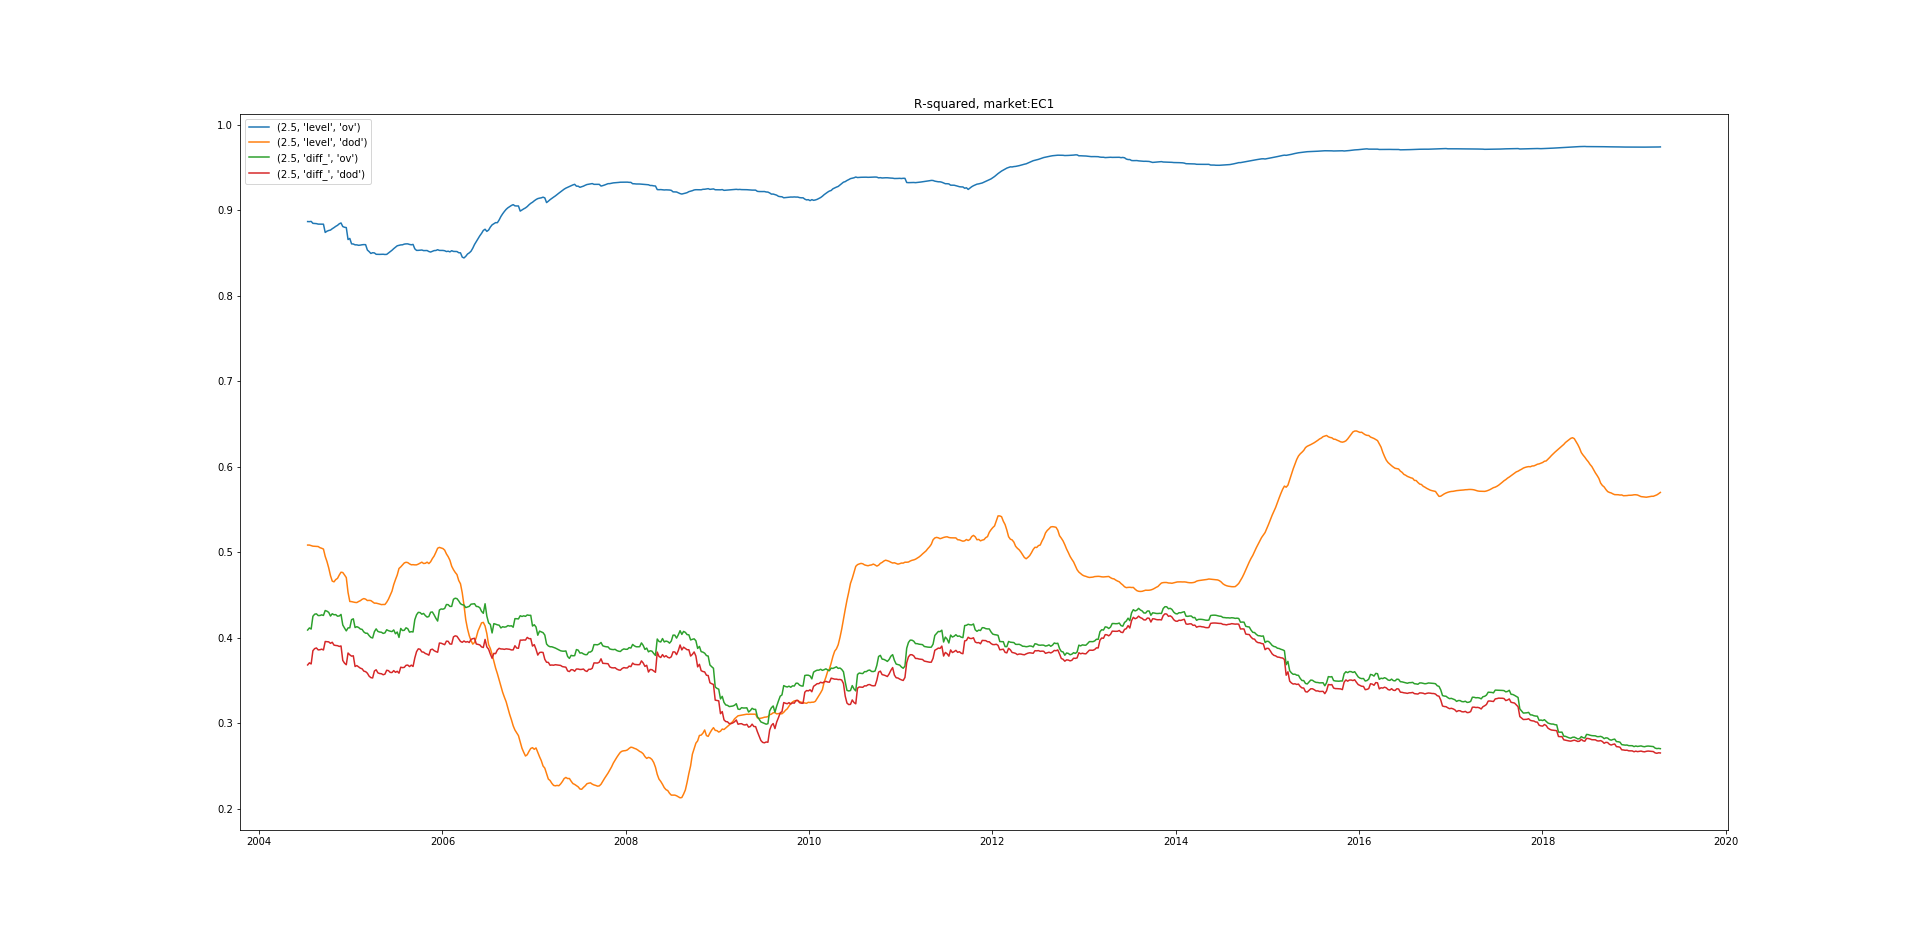 R-squared, market:EC1
1.0
(2.5, 'level', 'ov')
(2.5, 'level', 'dod')
(2.5, 'diff_', 'ov')
(2.5, 'diff_', 'dod')
0.9
0.8
0.7
0.6
0.5
0.4
0.3
0.2
2004 2006 2008 2010 2012 2014 2016 2018 2020